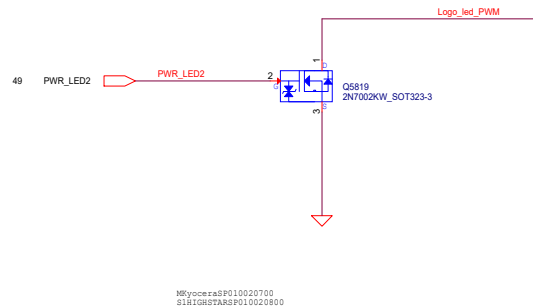 Logo_led_PWM
49 PWR_LED2 PWR_LED2
1
D
2
G
Q5819
2N7002KW_SOT323-3
S
3
MKyoceraSP010020700
S1HIGHSTARSP010020800